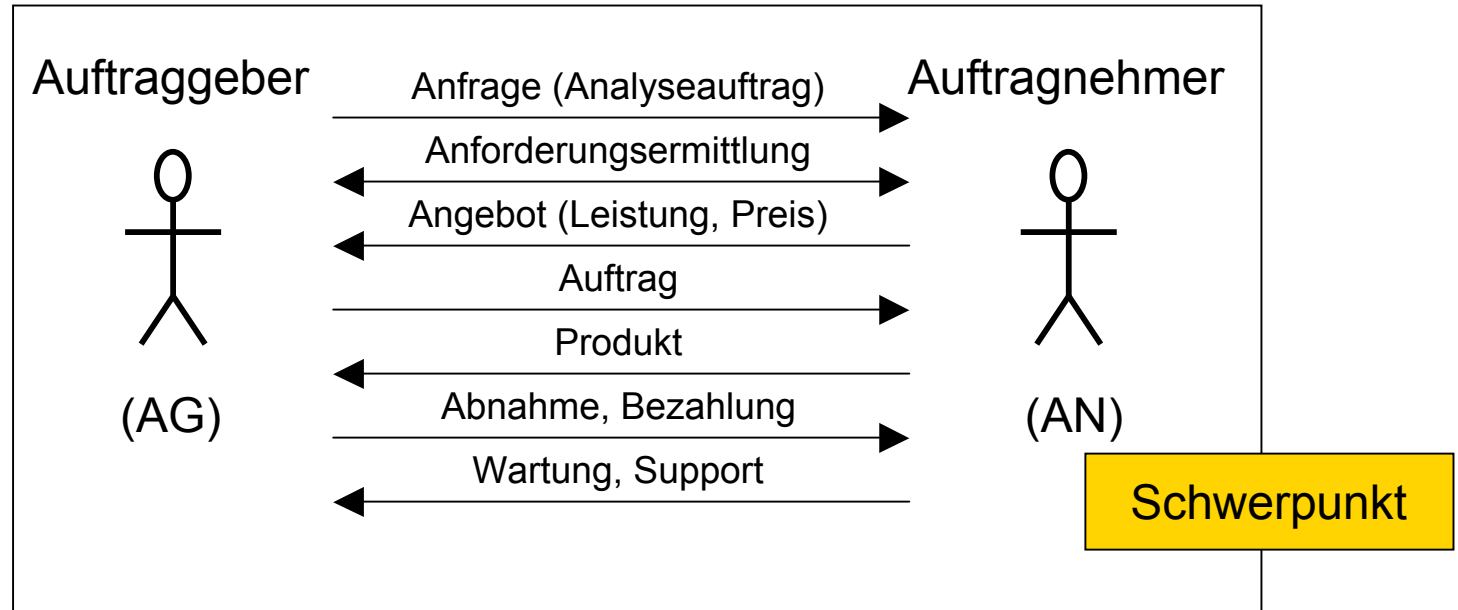 Auftraggeber
Auftragnehmer
Anfrage (Analyseauftrag)
Anforderungsermittlung
Angebot (Leistung, Preis)
Auftrag
Produkt
Abnahme, Bezahlung
Wartung, Support
(AG)
(AN)
Schwerpunkt